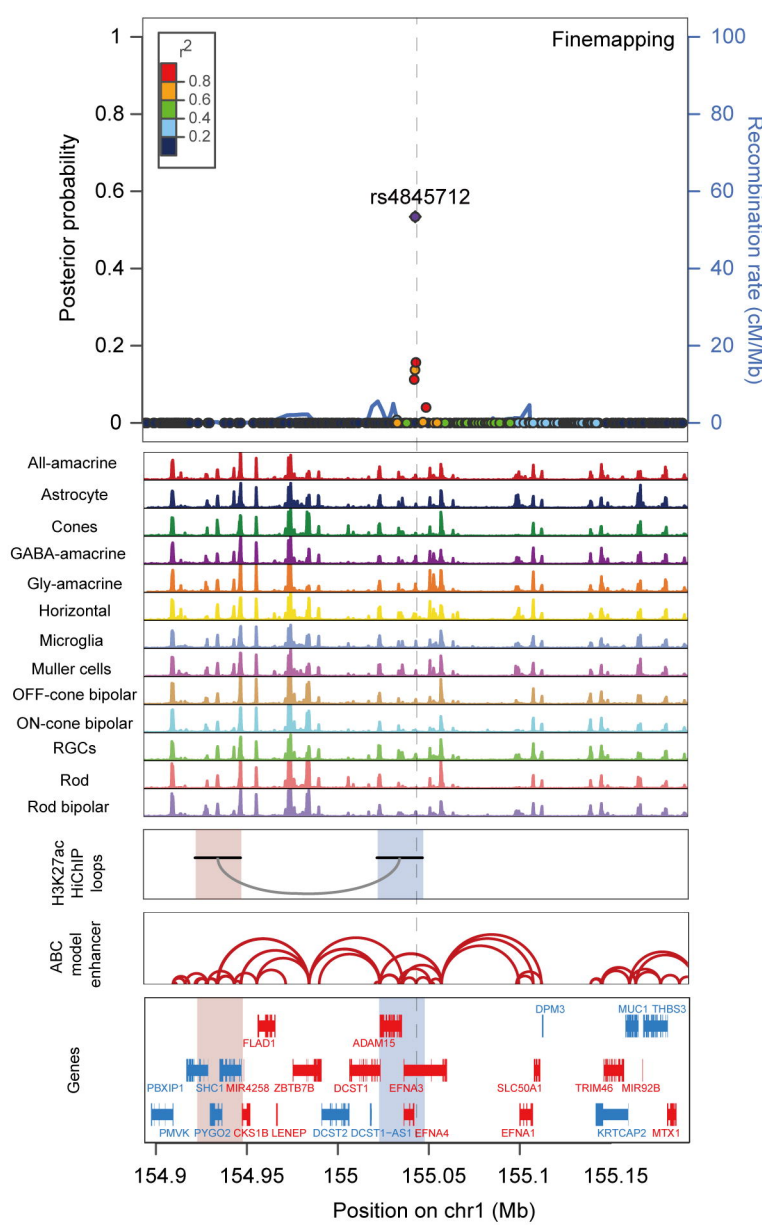 Finemapping
r2
0.8
0.6
0.4
0.2
rs4845712
Posterior probability
1
0.8
0.6
0.4
0.2
0
Recombination rate (cM/Mb)
100
80
60
40
20
0
All-amacrine
Astrocyte
Cones
GABA-amacrine
Gly-amacrine
Horizontal
Microglia
Muller cells
OFF-cone bipolar
ON-cone bipolar
RGCs
Rod
Rod bipolar
H3K27ac
HiChIP
loops
ABC
model
enhancer
Genes
DPM3 MUC1 THBS3
FLAD1 ADAM15
PBXIP1 SHC1 MIR4258 ZBTB7B DCST1 EFNA3 SLC50A1 TRIM46 MIR92B
PMVK PYGO2 CKS1B LENEP DCST2 DCST1-AS1 EFNA4 EFNA1 KRTCAP2 MTX1
154.9 154.95 155 155.05 155.1 155.15
Position on chr1 (Mb)